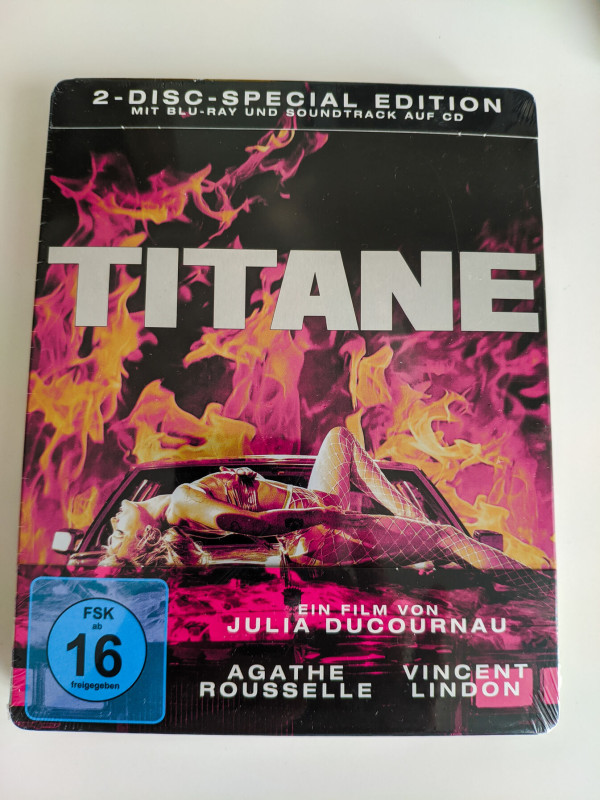 2-DISC-SPECIAL EDITION
MIT BLU-RAY UND SOUNDTRACK AUF CD
TITANE
EIN FILM VON
JULIA DUCOURNAU
AGATHE ROUSSELLE
VINCENT LINDON
FSK
ab
16
freigegeben